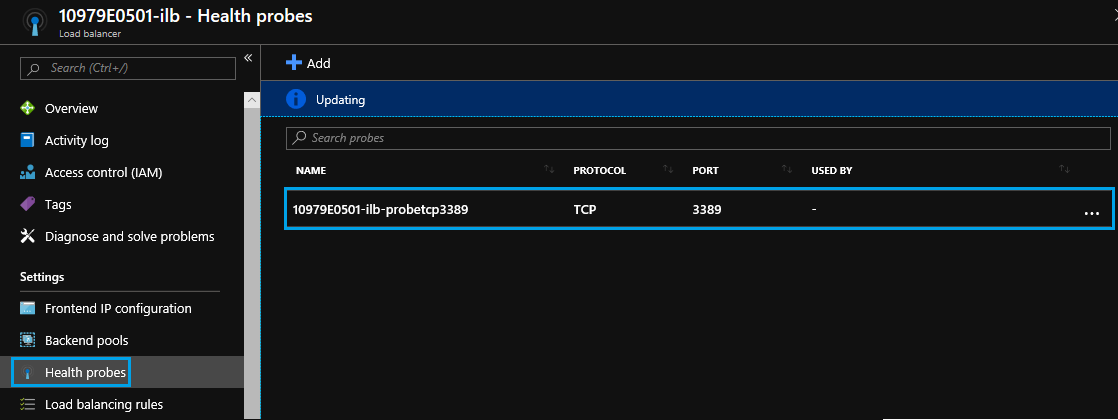 10979E0501-ilb - Health probes
Load balancer
Search (Ctrl+/)
Overview
Activity log
Access control (IAM)
Tags
Diagnose and solve problems
Settings
Frontend IP configuration
Backend pools
Health probes
Load balancing rules
Add
Updating
Search probes
NAME PROTOCOL PORT USED BY
10979E0501-ilb-probetcp3389 TCP 3389 - ...